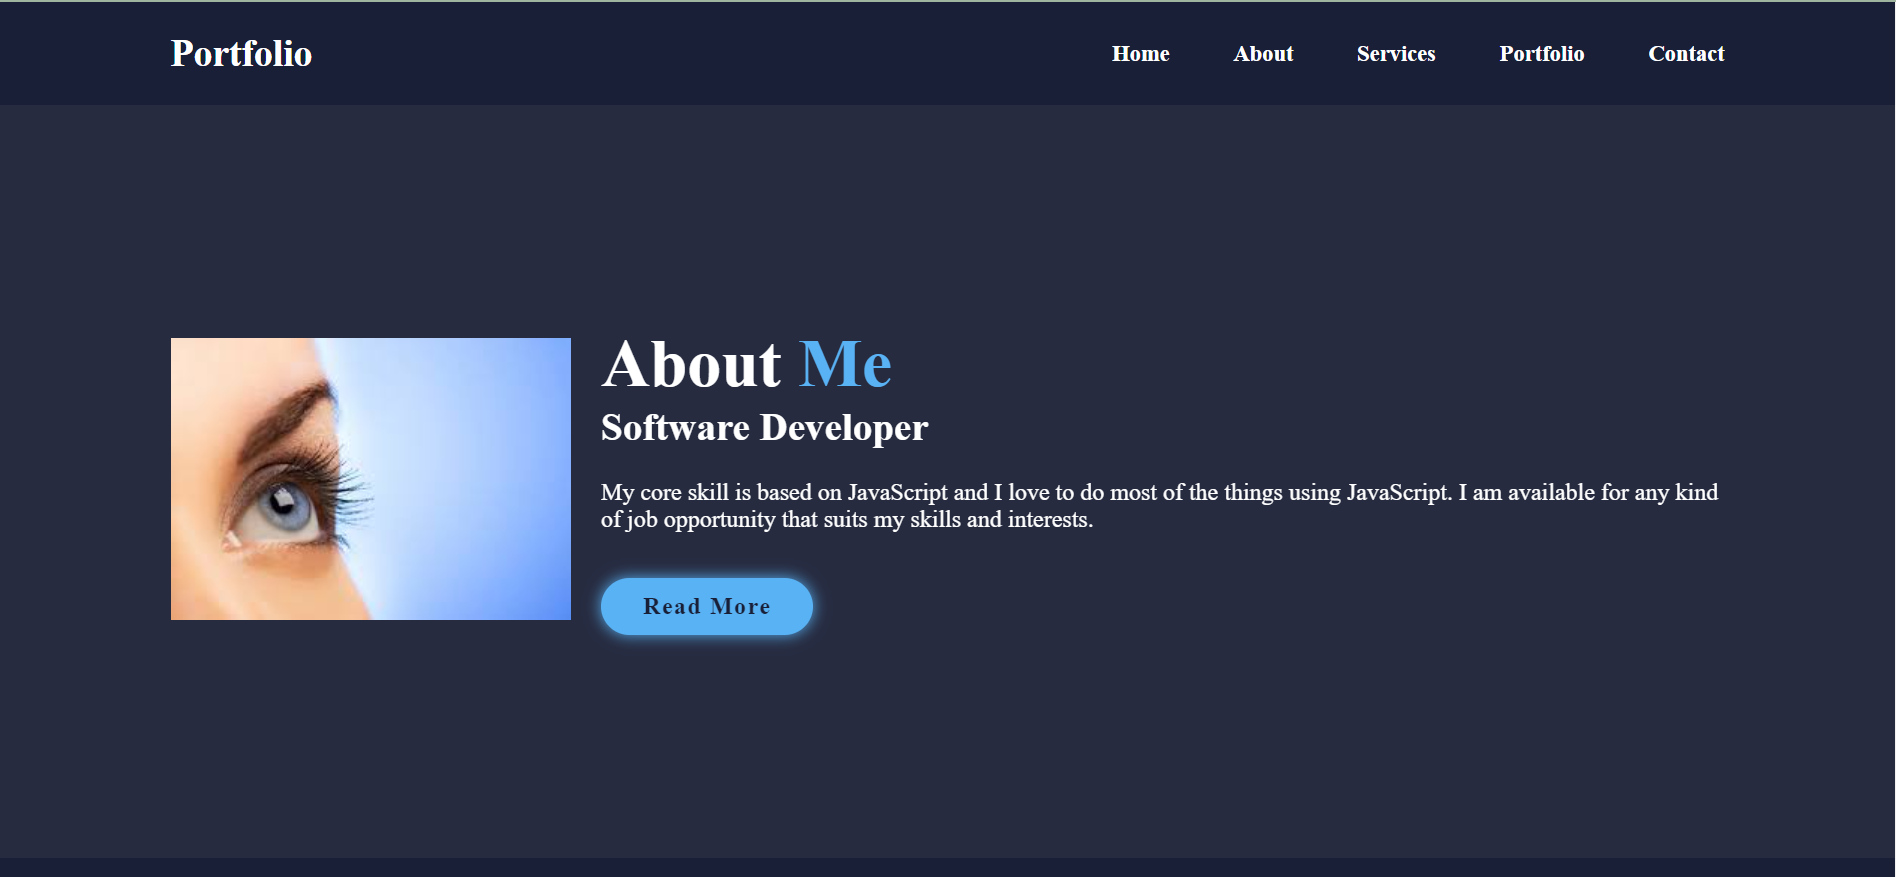 Portfolio
Home About Services Portfolio Contact
About Me
Software Developer
My core skill is based on JavaScript and I love to do most of the things using JavaScript. I am available for any kind
of job opportunity that suits my skills and interests.
Read More